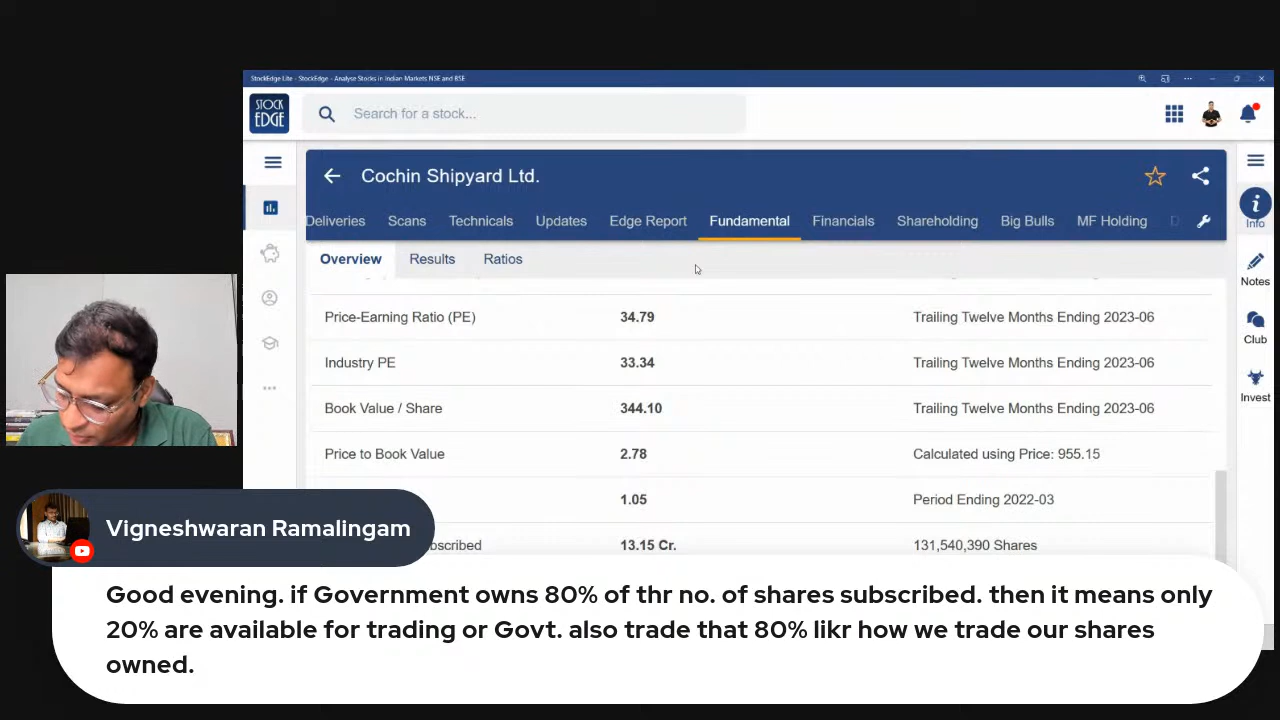 StockEdge Lite - StockEdge - Analyse Stocks in Indian Markets NSE and BSE
STOCK
EDGE
Search for a stock...
Cochin Shipyard Ltd.
Deliveries Scans Technicals Updates Edge Report Fundamental Financials Shareholding Big Bulls MF Holding D
Info
Overview Results Ratios
Notes
Price-Earning Ratio (PE) 34.79 Trailing Twelve Months Ending 2023-06
Club
Industry PE 33.34 Trailing Twelve Months Ending 2023-06
Invest
Book Value / Share 344.10 Trailing Twelve Months Ending 2023-06
Price to Book Value 2.78 Calculated using Price: 955.15
1.05 Period Ending 2022-03
bscribed 13.15 Cr. 131,540,390 Shares
Vigneshwaran Ramalingam
Good evening. if Government owns 80% of thr no. of shares subscribed. then it means only
20% are available for trading or Govt. also trade that 80% likr how we trade our shares
owned.